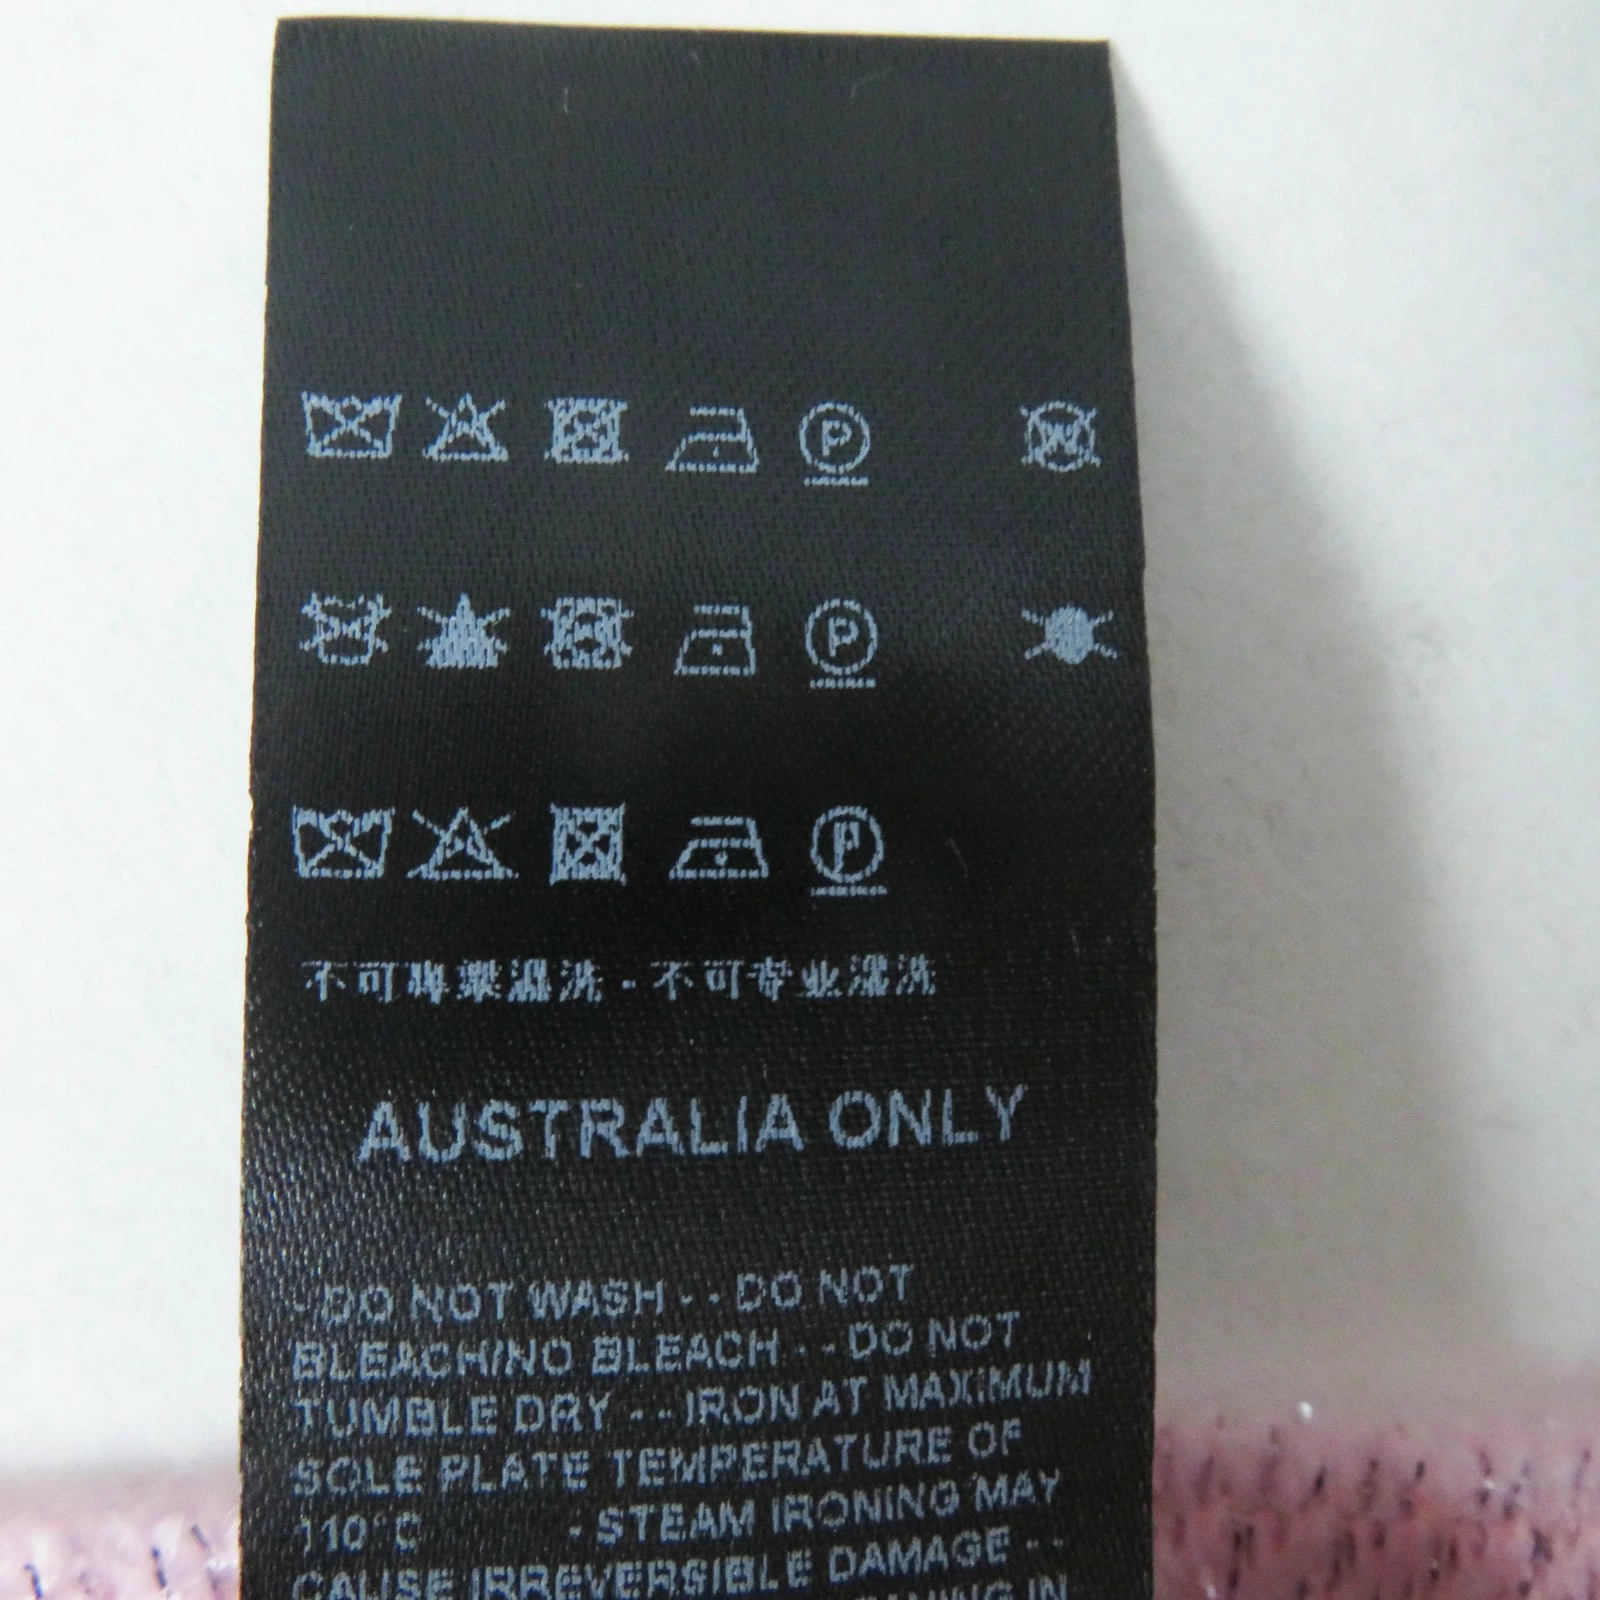 P W
P
P
不可專業濕洗 - 不可专业湿洗
AUSTRALIA ONLY
- DO NOT WASH - - DO NOT
BLEACHING BLEACH - - DO NOT
TUMBLE DRY - - IRON AT MAXIMUM
SOLE PLATE TEMPERATURE OF
110°C - STEAM IRONING MAY
CAUSE IRREVERSIBLE DAMAGE - -
IN